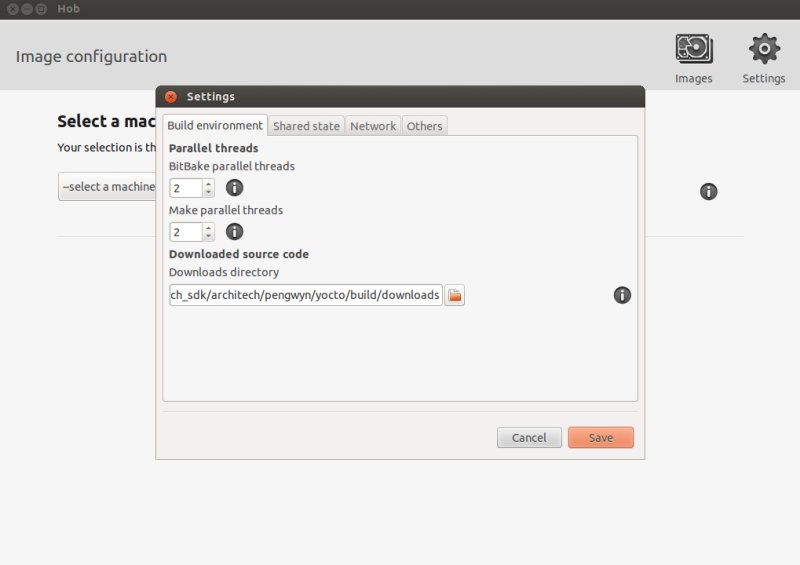 Hob
Image configuration
Images
Settings
Settings
Select a mac
Your selection is th
--select a machine
Build environment
Shared state
Network
Others
Parallel threads
BitBake parallel threads
2
Make parallel threads
2
Downloaded source code
Downloads directory
ch_sdk/architech/pengwyn/yocto/build/downloads
Cancel
Save